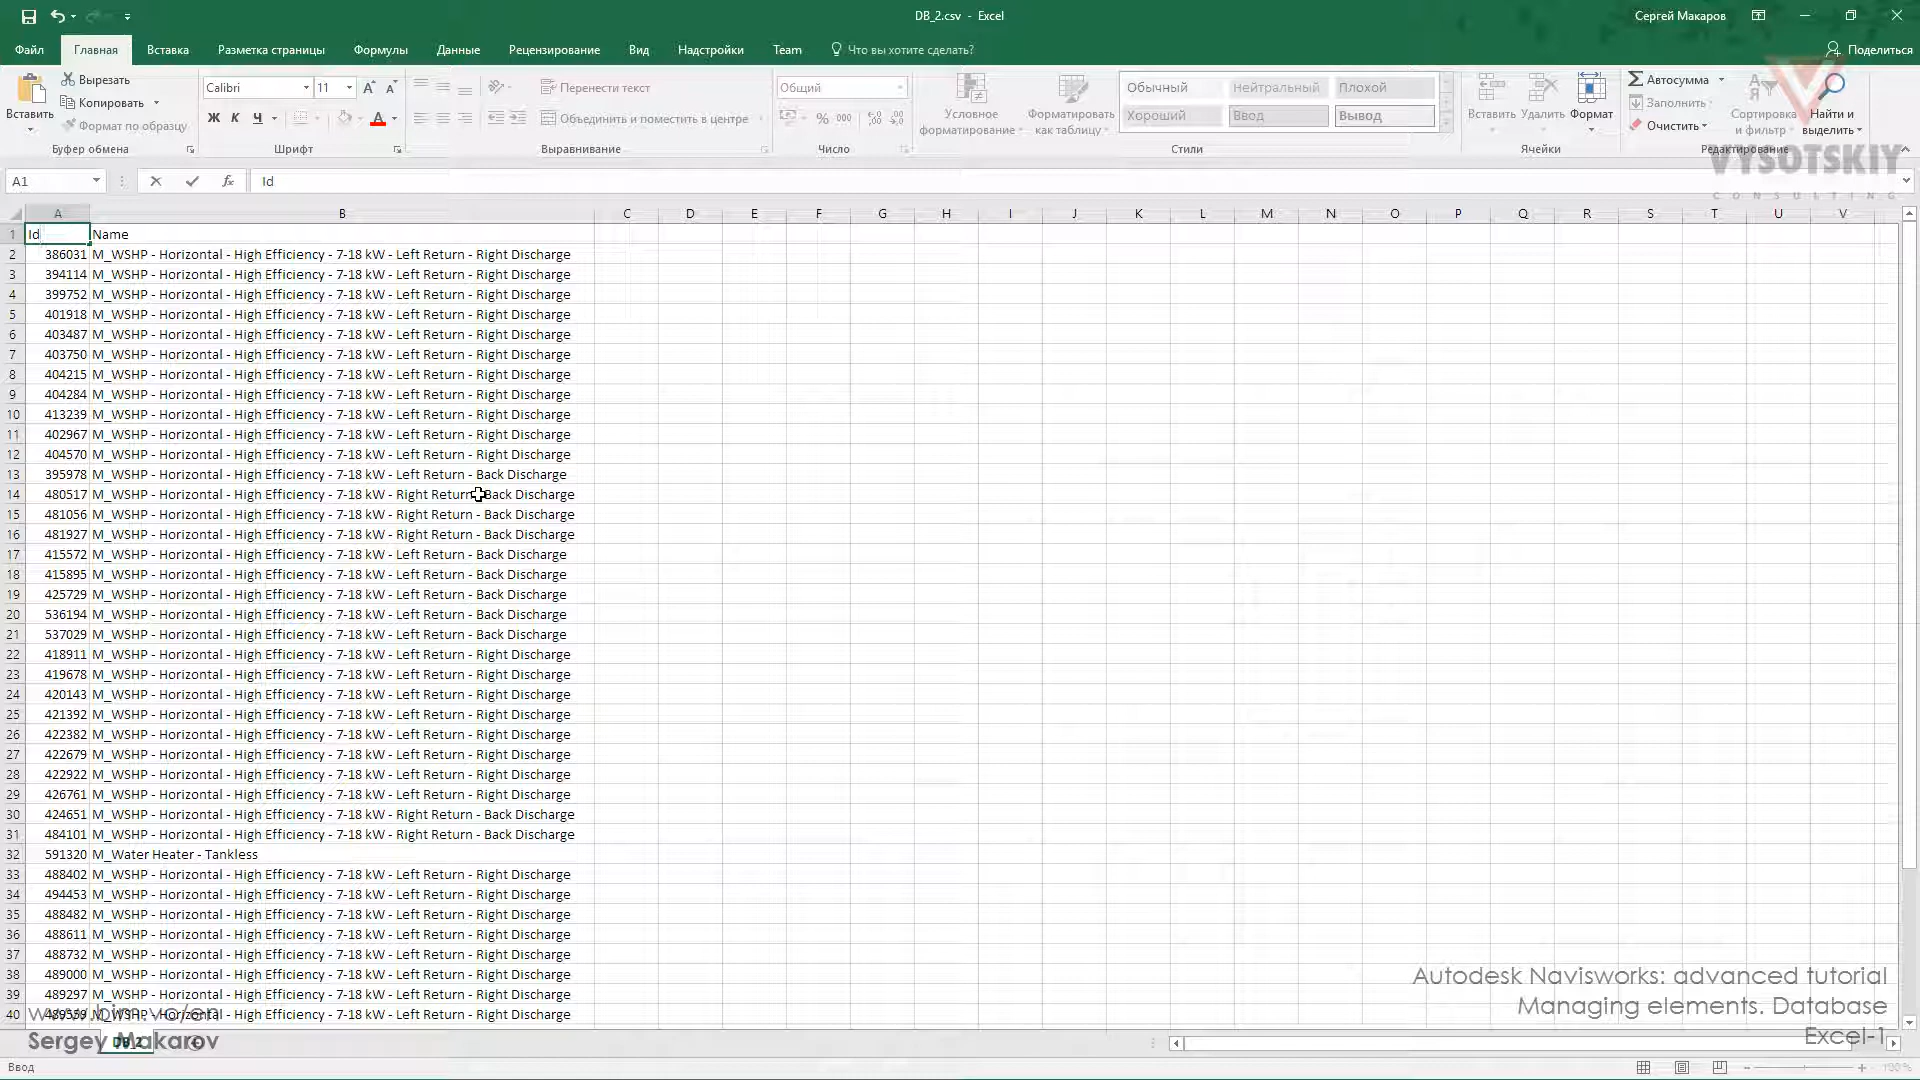 DB_2.csv - Excel
Сергей Макаров
Файл Главная Вставка Разметка страницы Формулы Данные Рецензирование Вид Надстройки Team Что вы хотите сделать? Поделиться
Вставить
Вырезать
Копировать
Формат по образцу
Буфер обмена
Calibri 11
Ж К Ч
Шрифт
Перенести текст
Объединить и поместить в центре
Выравнивание
Общий
% 000
Число
Условное форматирование
Форматировать как таблицу
Обычный Нейтральный Плохой
Хороший Ввод Вывод
Стили
Вставить Удалить Формат
Ячейки
Автосумма
Заполнить
Очистить
Сортировка и фильтр
Найти и выделить
Редактирование
VYSOTSKIY
CONSULTING
A1 fx Id
A B C D E F G H I J K L M N O P Q R S T U V
1 Id Name
2 386031 M_WSHP - Horizontal - High Efficiency - 7-18 kW - Left Return - Right Discharge
3 394114 M_WSHP - Horizontal - High Efficiency - 7-18 kW - Left Return - Right Discharge
4 399752 M_WSHP - Horizontal - High Efficiency - 7-18 kW - Left Return - Right Discharge
5 401918 M_WSHP - Horizontal - High Efficiency - 7-18 kW - Left Return - Right Discharge
6 403487 M_WSHP - Horizontal - High Efficiency - 7-18 kW - Left Return - Right Discharge
7 403750 M_WSHP - Horizontal - High Efficiency - 7-18 kW - Left Return - Right Discharge
8 404215 M_WSHP - Horizontal - High Efficiency - 7-18 kW - Left Return - Right Discharge
9 404284 M_WSHP - Horizontal - High Efficiency - 7-18 kW - Left Return - Right Discharge
10 413239 M_WSHP - Horizontal - High Efficiency - 7-18 kW - Left Return - Right Discharge
11 402967 M_WSHP - Horizontal - High Efficiency - 7-18 kW - Left Return - Right Discharge
12 404570 M_WSHP - Horizontal - High Efficiency - 7-18 kW - Left Return - Right Discharge
13 395978 M_WSHP - Horizontal - High Efficiency - 7-18 kW - Left Return - Back Discharge
14 480517 M_WSHP - Horizontal - High Efficiency - 7-18 kW - Right Return - Back Discharge
15 481056 M_WSHP - Horizontal - High Efficiency - 7-18 kW - Right Return - Back Discharge
16 481927 M_WSHP - Horizontal - High Efficiency - 7-18 kW - Right Return - Back Discharge
17 415572 M_WSHP - Horizontal - High Efficiency - 7-18 kW - Left Return - Back Discharge
18 415895 M_WSHP - Horizontal - High Efficiency - 7-18 kW - Left Return - Back Discharge
19 425729 M_WSHP - Horizontal - High Efficiency - 7-18 kW - Left Return - Back Discharge
20 536194 M_WSHP - Horizontal - High Efficiency - 7-18 kW - Left Return - Back Discharge
21 537029 M_WSHP - Horizontal - High Efficiency - 7-18 kW - Left Return - Back Discharge
22 418911 M_WSHP - Horizontal - High Efficiency - 7-18 kW - Left Return - Right Discharge
23 419678 M_WSHP - Horizontal - High Efficiency - 7-18 kW - Left Return - Right Discharge
24 420143 M_WSHP - Horizontal - High Efficiency - 7-18 kW - Left Return - Right Discharge
25 421392 M_WSHP - Horizontal - High Efficiency - 7-18 kW - Left Return - Right Discharge
26 422382 M_WSHP - Horizontal - High Efficiency - 7-18 kW - Left Return - Right Discharge
27 422679 M_WSHP - Horizontal - High Efficiency - 7-18 kW - Left Return - Right Discharge
28 422922 M_WSHP - Horizontal - High Efficiency - 7-18 kW - Left Return - Right Discharge
29 426761 M_WSHP - Horizontal - High Efficiency - 7-18 kW - Left Return - Right Discharge
30 424651 M_WSHP - Horizontal - High Efficiency - 7-18 kW - Right Return - Back Discharge
31 484101 M_WSHP - Horizontal - High Efficiency - 7-18 kW - Right Return - Back Discharge
32 591320 M_Water Heater - Tankless
33 488402 M_WSHP - Horizontal - High Efficiency - 7-18 kW - Left Return - Right Discharge
34 494453 M_WSHP - Horizontal - High Efficiency - 7-18 kW - Left Return - Right Discharge
35 488482 M_WSHP - Horizontal - High Efficiency - 7-18 kW - Left Return - Right Discharge
36 488611 M_WSHP - Horizontal - High Efficiency - 7-18 kW - Left Return - Right Discharge
37 488732 M_WSHP - Horizontal - High Efficiency - 7-18 kW - Left Return - Right Discharge
38 489000 M_WSHP - Horizontal - High Efficiency - 7-18 kW - Left Return - Right Discharge
39 489297 M_WSHP - Horizontal - High Efficiency - 7-18 kW - Left Return - Right Discharge
40 489559 M_WSHP - Horizontal - High Efficiency - 7-18 kW - Left Return - Right Discharge
Autodesk Navisworks: advanced tutorial
Managing elements. Database
Excel-1
www.bim.vc/en
Sergey Makarov
DB_2
Ввод
100%